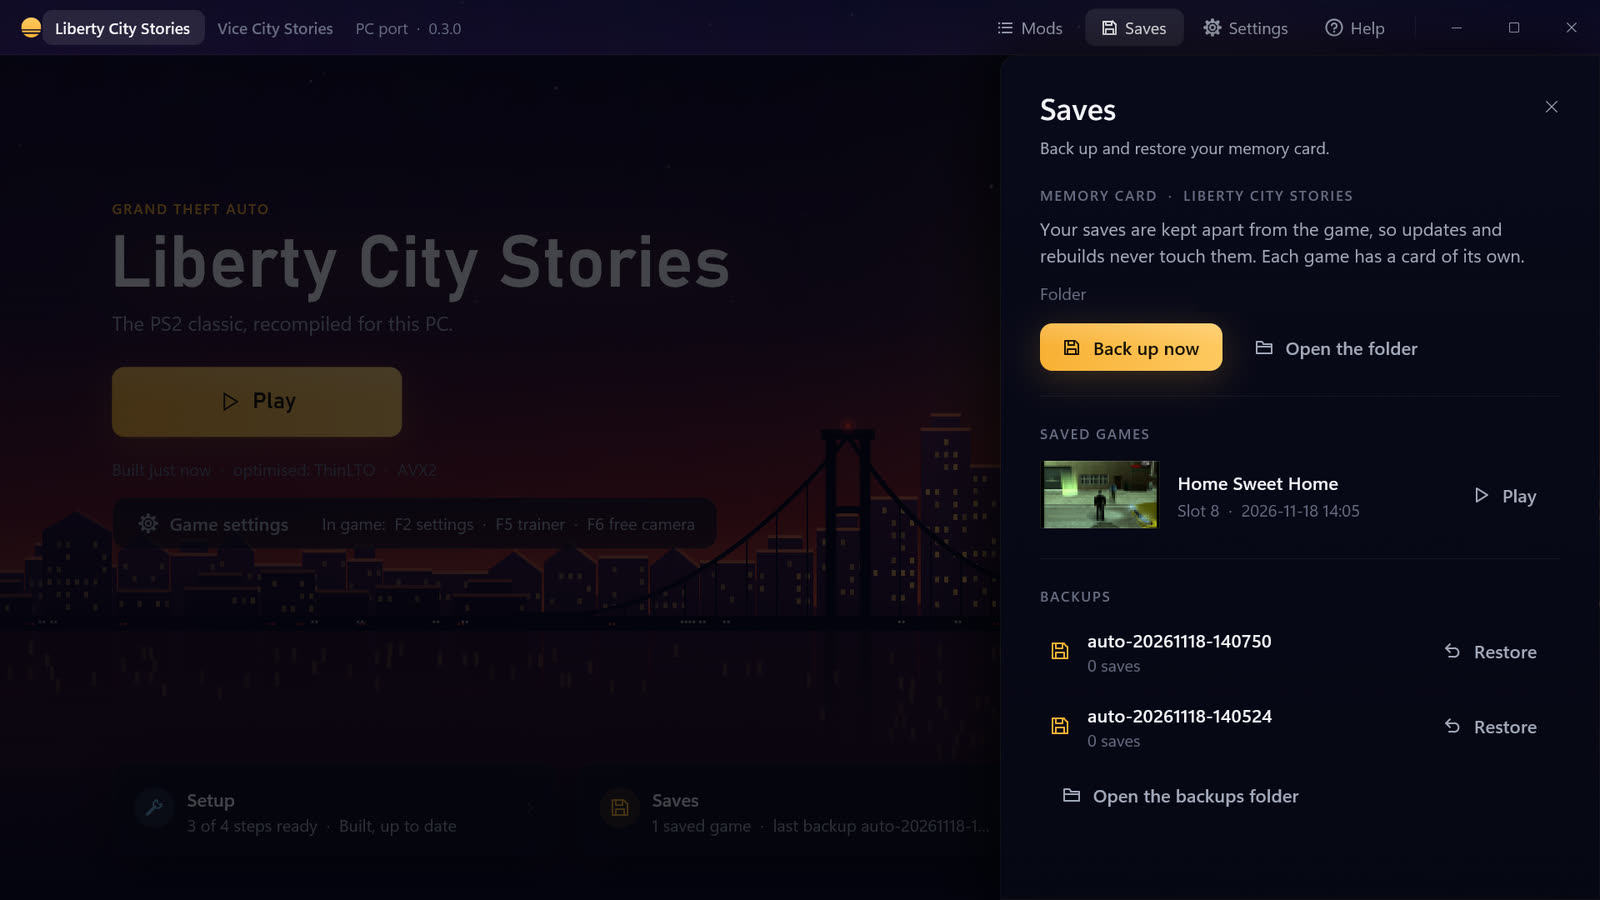 Liberty City Stories
Vice City Stories
PC port · 0.3.0
Mods
Saves
Settings
Help
GRAND THEFT AUTO
Liberty City Stories
The PS2 classic, recompiled for this PC.
Play
Built just now · optimised: ThinLTO · AVX2
Game settings
In game: F2 settings · F5 trainer · F6 free camera
Setup
3 of 4 steps ready · Built, up to date
Saves
1 saved game · last backup auto-20261118-1...
Saves
Back up and restore your memory card.
MEMORY CARD · LIBERTY CITY STORIES
Your saves are kept apart from the game, so updates and
rebuilds never touch them. Each game has a card of its own.
Folder
Back up now
Open the folder
SAVED GAMES
Home Sweet Home
Slot 8 · 2026-11-18 14:05
Play
BACKUPS
auto-20261118-140750
0 saves
Restore
auto-20261118-140524
0 saves
Restore
Open the backups folder